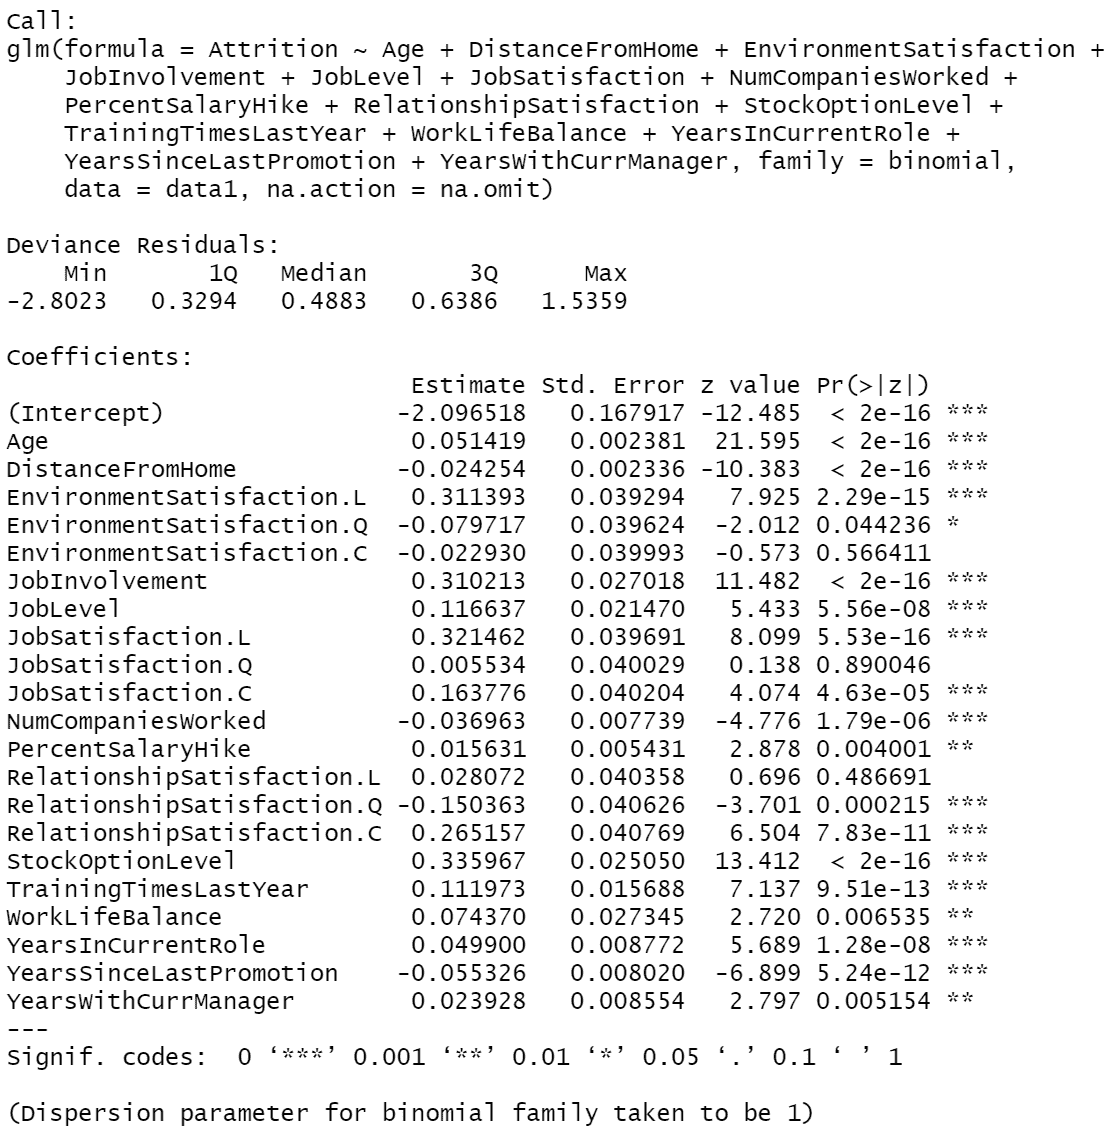 Call:
glm(formula = Attrition ~ Age + DistanceFromHome + EnvironmentSatisfaction +
    JobInvolvement + JobLevel + JobSatisfaction + NumCompaniesWorked +
    PercentSalaryHike + RelationshipSatisfaction + StockOptionLevel +
    TrainingTimesLastYear + WorkLifeBalance + YearsInCurrentRole +
    YearsSinceLastPromotion + YearsWithCurrManager, family = binomial,
    data = data1, na.action = na.omit)

Deviance Residuals:
    Min       1Q   Median       3Q      Max
-2.8023   0.3294   0.4883   0.6386   1.5359

Coefficients:
                            Estimate Std. Error z value Pr(>|z|)
(Intercept)                -2.096518   0.167917 -12.485  < 2e-16 ***
Age                         0.051419   0.002381  21.595  < 2e-16 ***
DistanceFromHome           -0.024254   0.002336 -10.383  < 2e-16 ***
EnvironmentSatisfaction.L   0.311393   0.039294   7.925 2.29e-15 ***
EnvironmentSatisfaction.Q  -0.079717   0.039624  -2.012 0.044236 *
EnvironmentSatisfaction.C  -0.022930   0.039993  -0.573 0.566411
JobInvolvement              0.310213   0.027018  11.482  < 2e-16 ***
JobLevel                    0.116637   0.021470   5.433 5.56e-08 ***
JobSatisfaction.L           0.321462   0.039691   8.099 5.53e-16 ***
JobSatisfaction.Q           0.005534   0.040029   0.138 0.890046
JobSatisfaction.C           0.163776   0.040204   4.074 4.63e-05 ***
NumCompaniesWorked         -0.036963   0.007739  -4.776 1.79e-06 ***
PercentSalaryHike           0.015631   0.005431   2.878 0.004001 **
RelationshipSatisfaction.L  0.028072   0.040358   0.696 0.486691
RelationshipSatisfaction.Q -0.150363   0.040626  -3.701 0.000215 ***
RelationshipSatisfaction.C  0.265157   0.040769   6.504 7.83e-11 ***
StockOptionLevel            0.335967   0.025050  13.412  < 2e-16 ***
TrainingTimesLastYear       0.111973   0.015688   7.137 9.51e-13 ***
WorkLifeBalance             0.074370   0.027345   2.720 0.006535 **
YearsInCurrentRole          0.049900   0.008772   5.689 1.28e-08 ***
YearsSinceLastPromotion    -0.055326   0.008020  -6.899 5.24e-12 ***
YearsWithCurrManager        0.023928   0.008554   2.797 0.005154 **
---
Signif. codes:  0 ‘***’ 0.001 ‘**’ 0.01 ‘*’ 0.05 ‘.’ 0.1 ‘ ’ 1

(Dispersion parameter for binomial family taken to be 1)